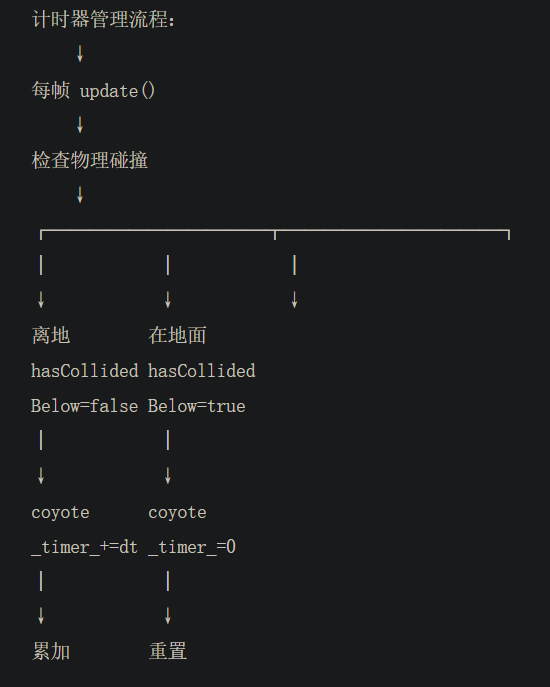 计时器管理流程:
↓
每帧 update()
↓
检查物理碰撞
↓
┌───────────────────────┬───────────────────────┐
│ │ │
↓ ↓ ↓
离地 在地面
hasCollided hasCollided
Below=false Below=true
│ │
↓ ↓
coyote coyote
_timer_+=dt _timer_=0
│ │
↓ ↓
累加 重置